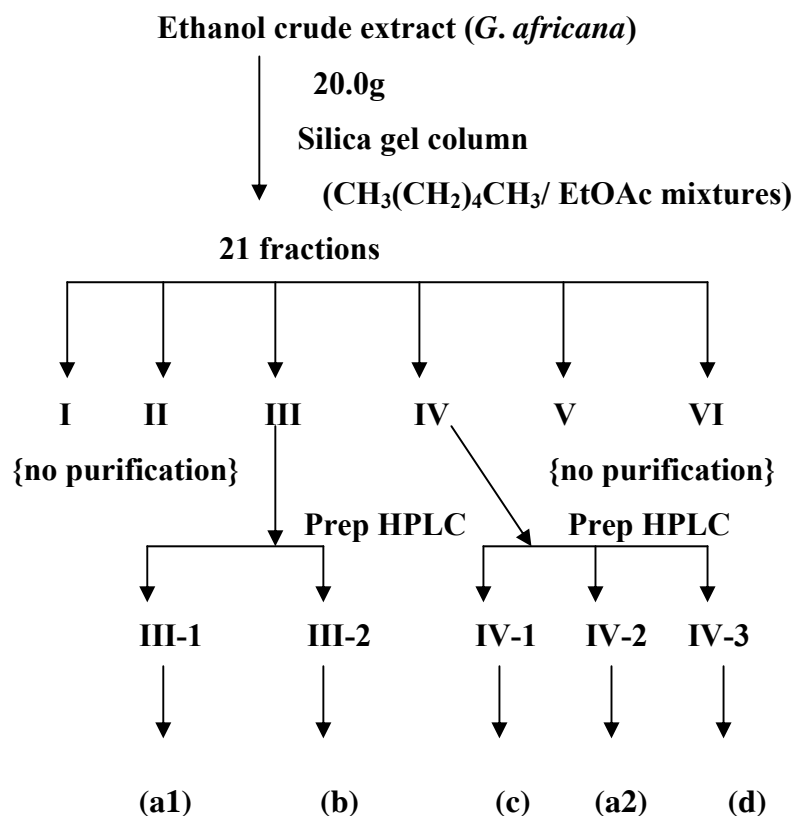 Ethanol crude extract (G. africana)
20.0g
Silica gel column
(CH₃(CH₂)₄CH₃/ EtOAc mixtures)
21 fractions
I II III IV V VI
{no purification} {no purification}
Prep HPLC Prep HPLC
III-1 III-2 IV-1 IV-2 IV-3
(a1) (b) (c) (a2) (d)